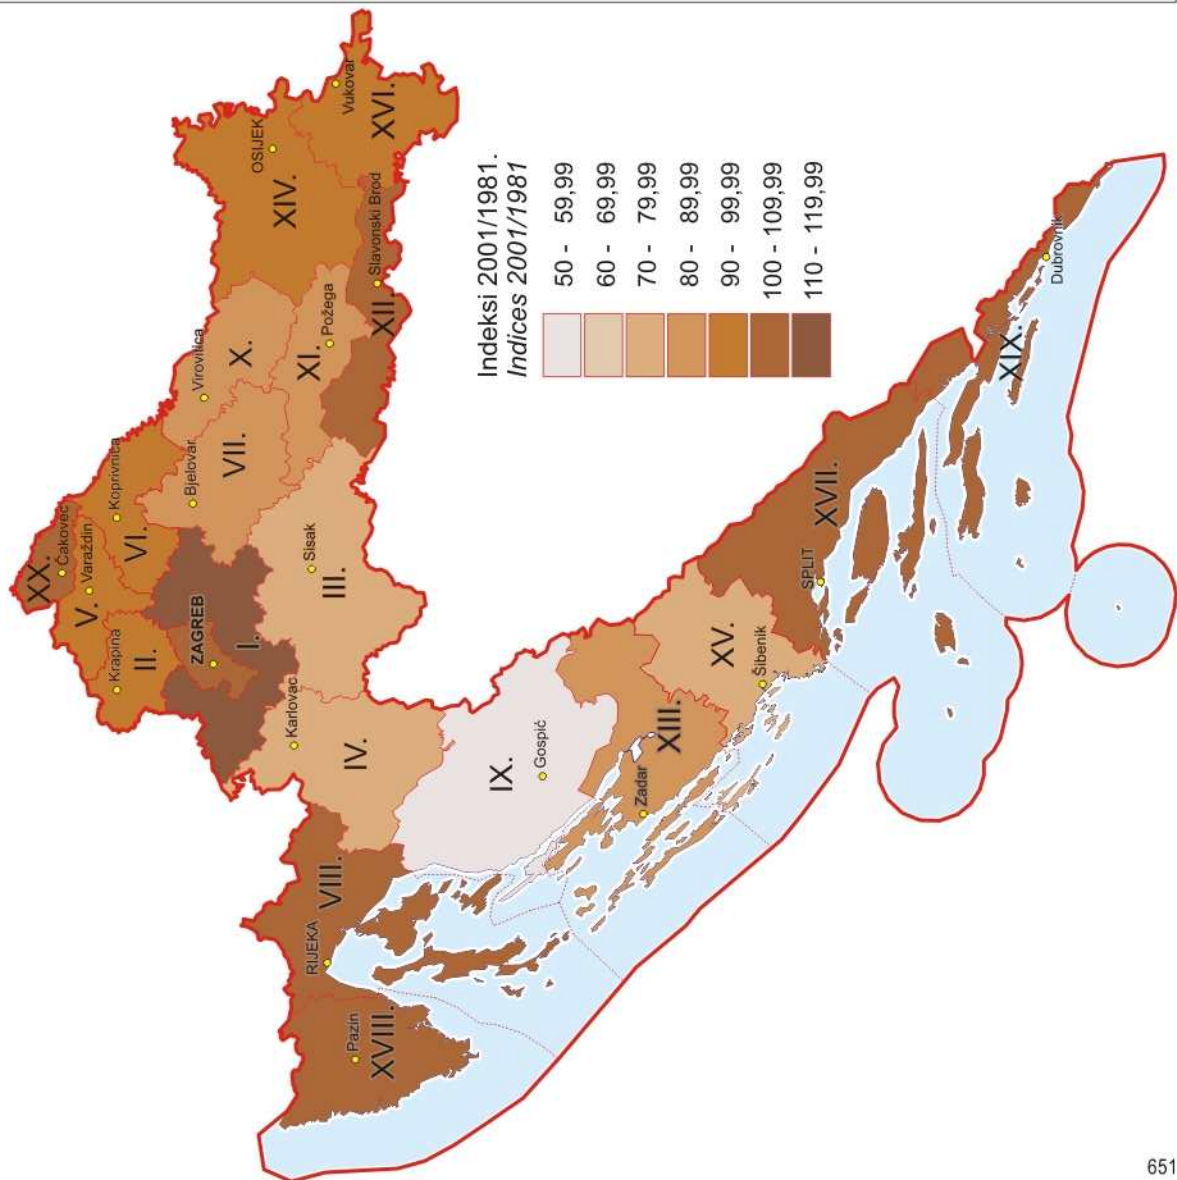 Indeksi 2001/1981.
Indices 2001/1981
50 - 59,99
60 - 69,99
70 - 79,99
80 - 89,99
90 - 99,99
100 - 109,99
110 - 119,99
XX.
Čakovec
Varaždin
V.
Krapina
II.
Koprivnica
VI.
ZAGREB
I.
Bjelovar
VII.
Virovitica
X.
Požega
XI.
Slavonski Brod
XII.
OSIJEK
XIV.
Vukovar
XVI.
Sisak
III.
Karlovac
IV.
RIJEKA
VIII.
Pazin
XVIII.
Gospić
IX.
Zadar
XIII.
Šibenik
XV.
SPLIT
XVII.
Dubrovnik
XIX.
651